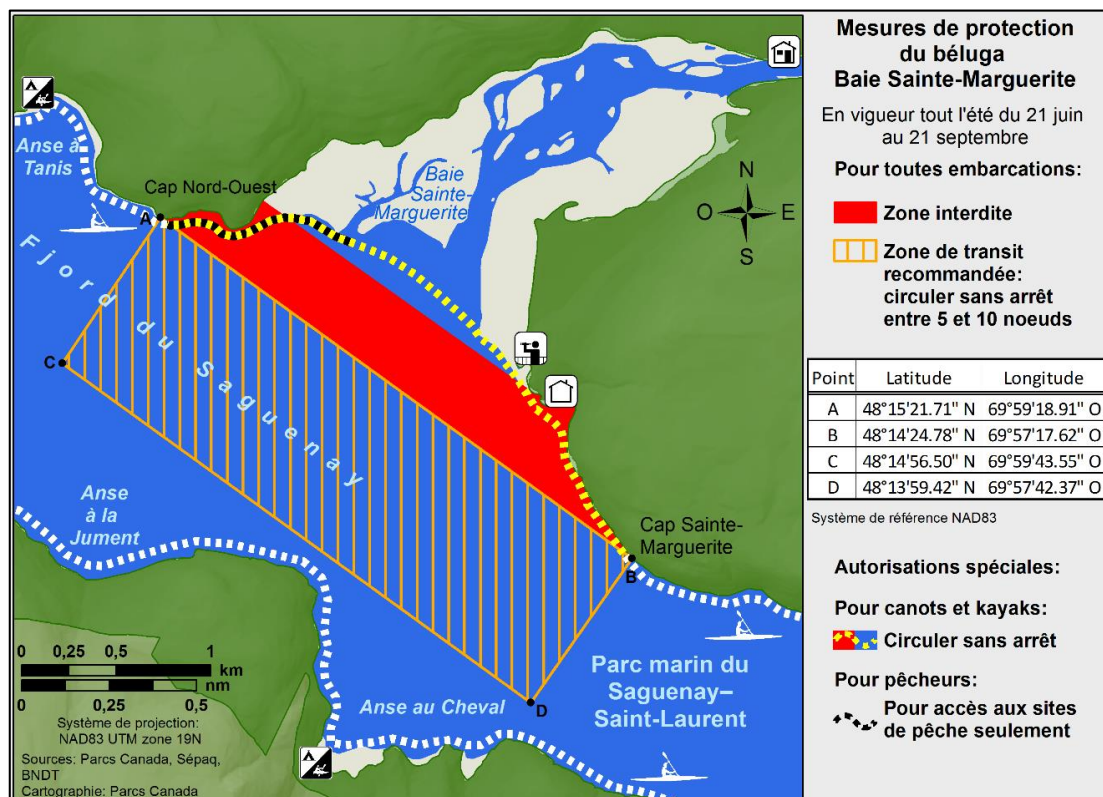 Anse à
Tanis
Cap Nord-Ouest
A
Baie
Sainte-
Marguerite
N
O
E
S
Fjord du Saguenay
C
Anse
à la
Jument
Cap Sainte-
Marguerite
B
Parc marin du
Saguenay–
Saint-Laurent
D
Anse au Cheval
0 0,25 0,5 1
km
nm
0 0,5
Système de projection:
NAD83 UTM zone 19N
Sources: Parcs Canada, Sépaq,
BNDT
Cartographie: Parcs Canada
Mesures de protection
du béluga
Baie Sainte-Marguerite
En vigueur tout l'été du 21 juin
au 21 septembre
Pour toutes embarcations:
Zone interdite
Zone de transit
recommandée:
circuler sans arrêt
entre 5 et 10 noeuds
Point Latitude Longitude
A 48°15'21.71" N 69°59'18.91" O
B 48°14'24.78" N 69°57'17.62" O
C 48°14'56.50" N 69°59'43.55" O
D 48°13'59.42" N 69°57'42.37" O
Système de référence NAD83
Autorisations spéciales:
Pour canots et kayaks:
Circuler sans arrêt
Pour pêcheurs:
Pour accès aux sites
de pêche seulement